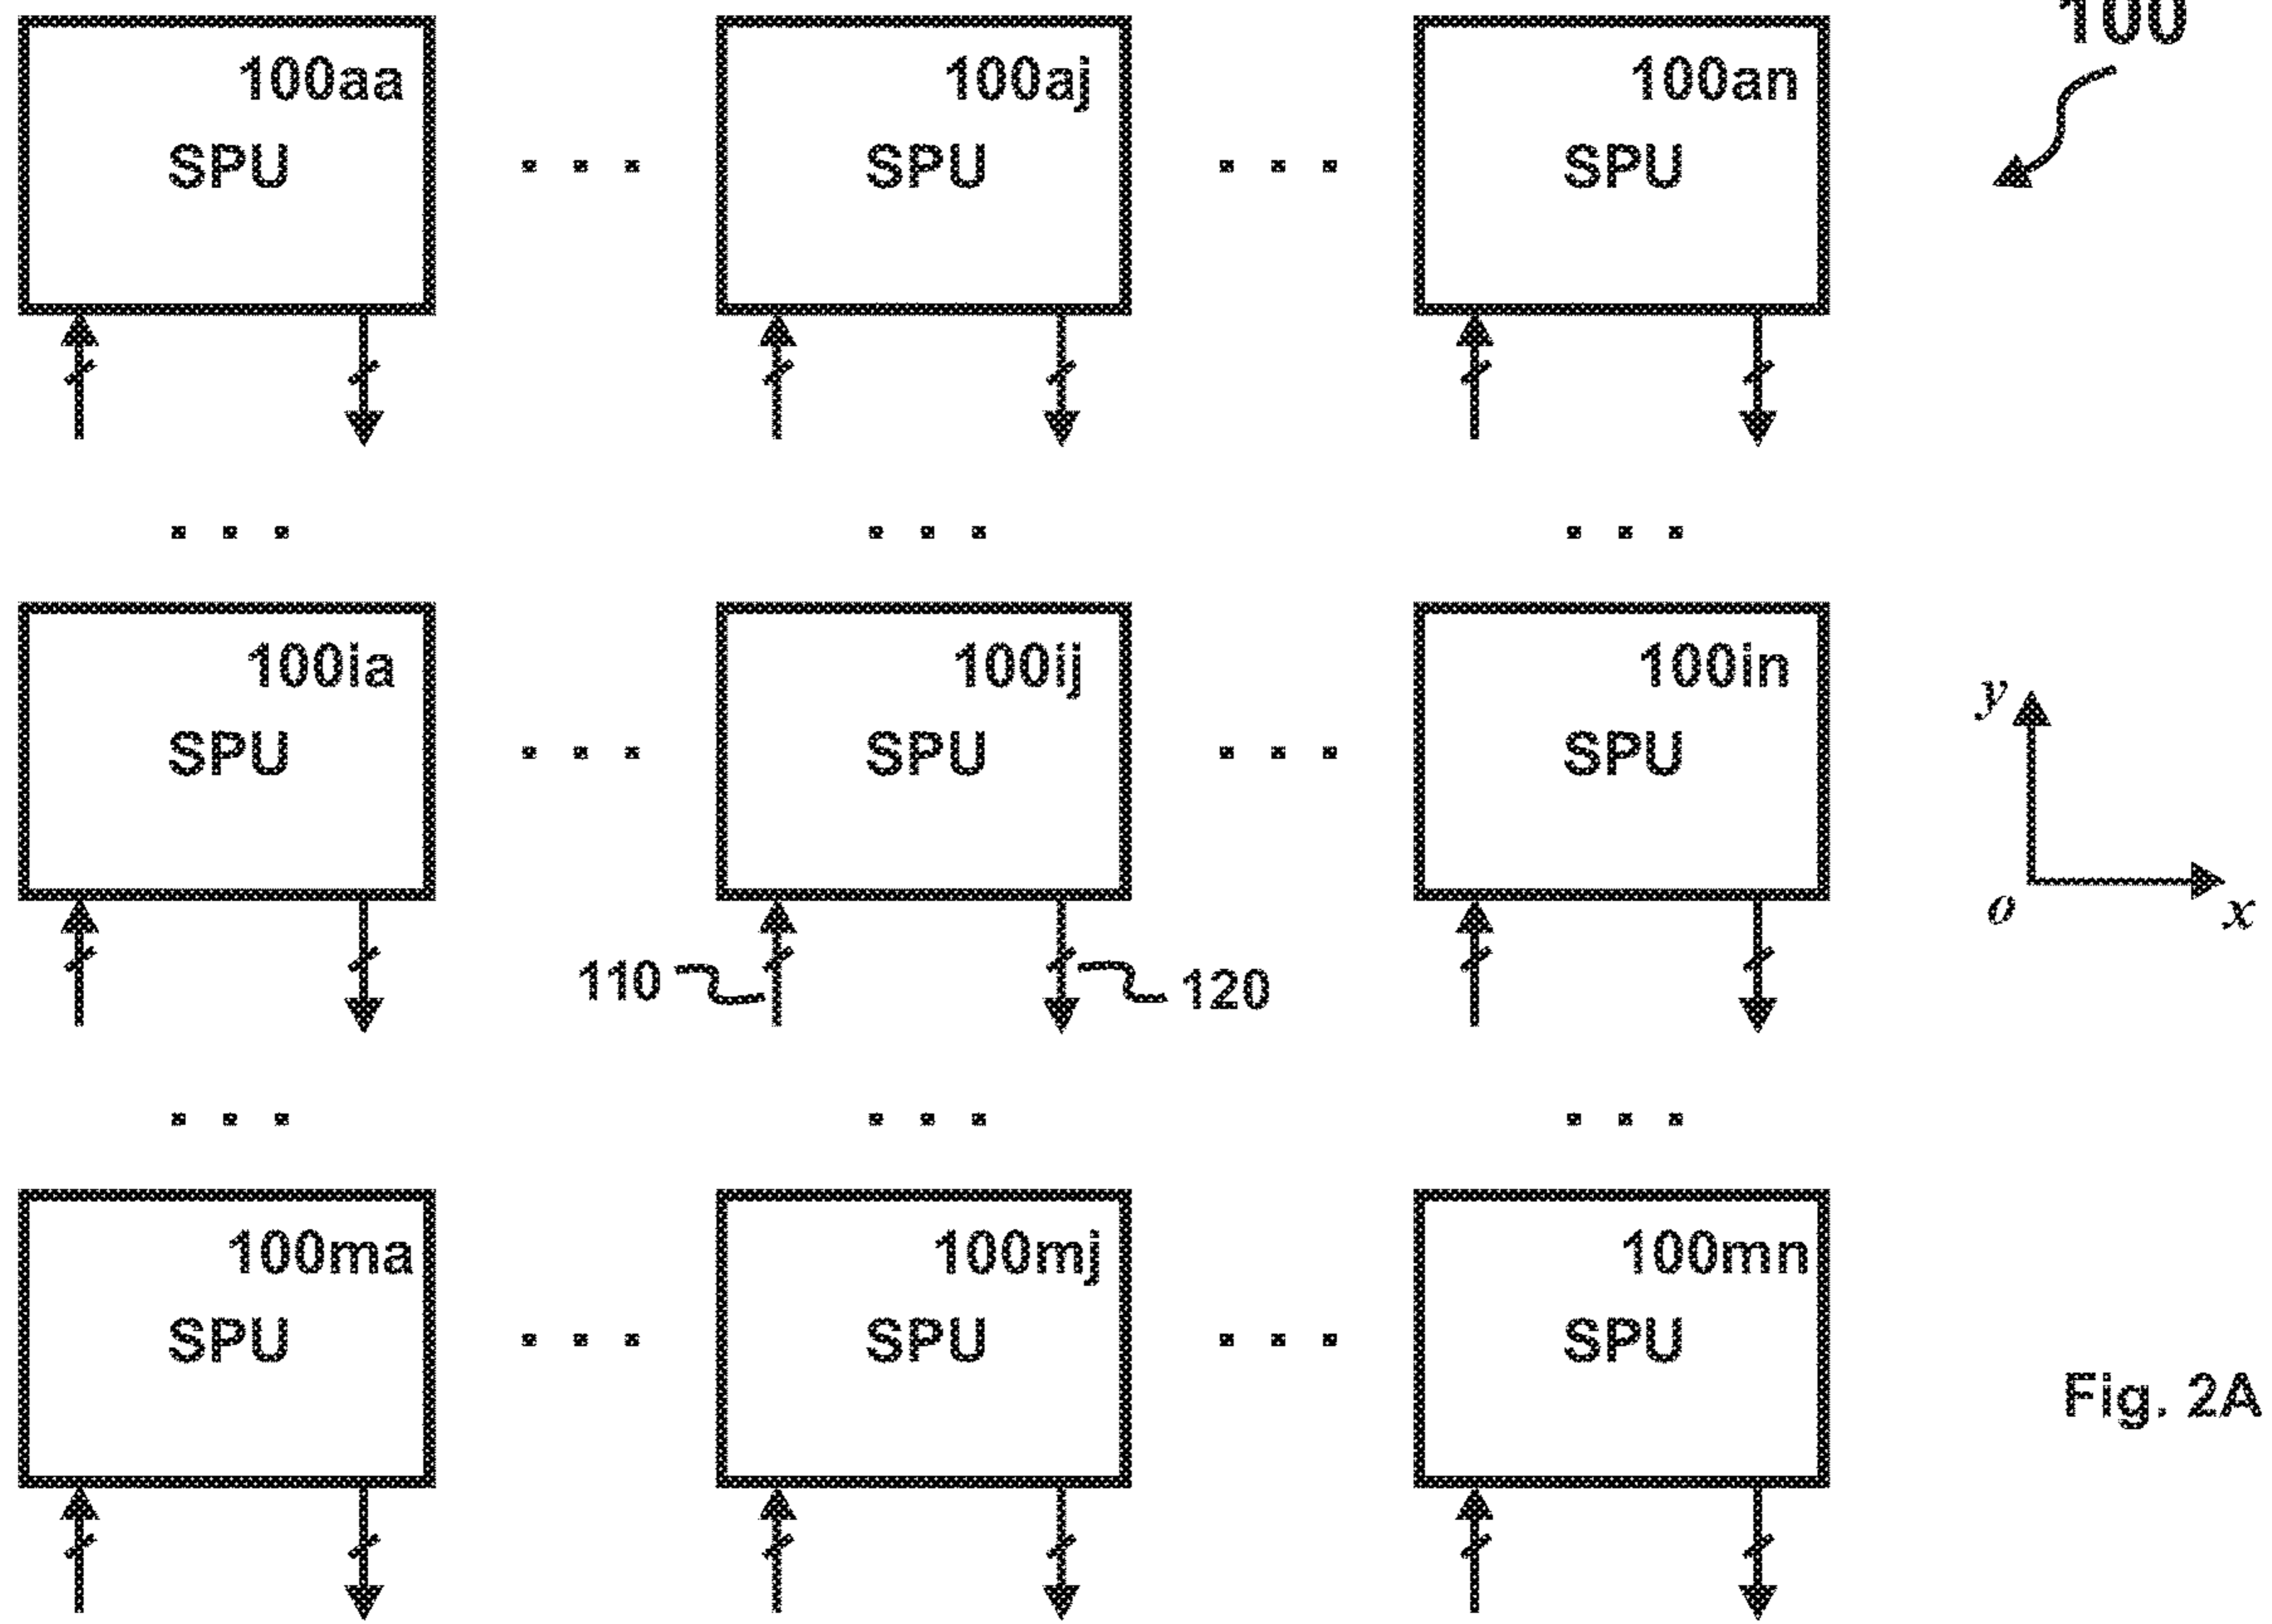 100
100aa
SPU
100aj
SPU
100an
SPU
100ia
SPU
100ij
SPU
100in
SPU
y
o
x
110
120
100ma
SPU
100mj
SPU
100mn
SPU
Fig. 2A